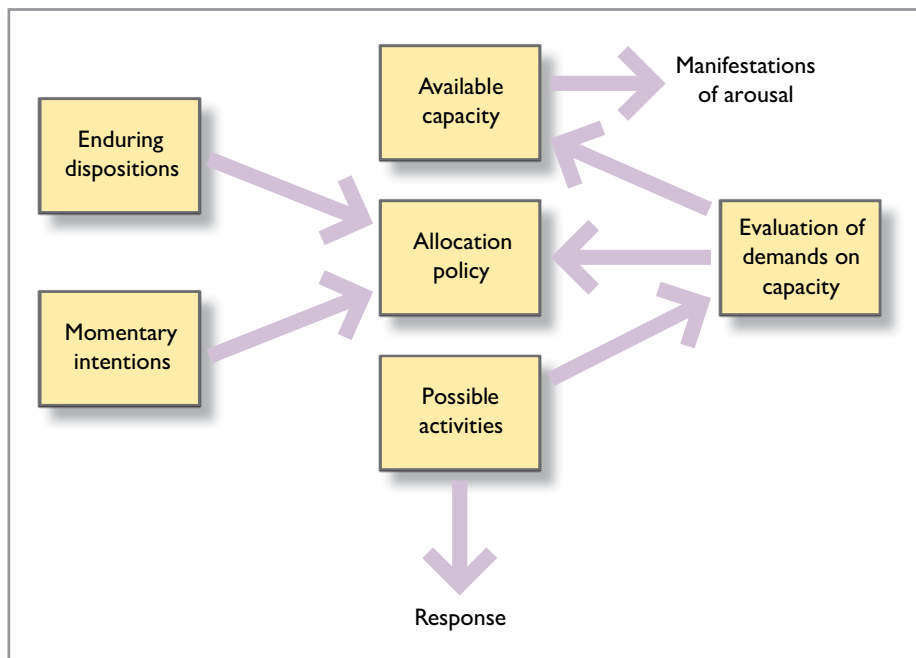 Available
capacity
Manifestations
of arousal
Enduring
dispositions
Allocation
policy
Evaluation of
demands on
capacity
Momentary
intentions
Possible
activities
Response